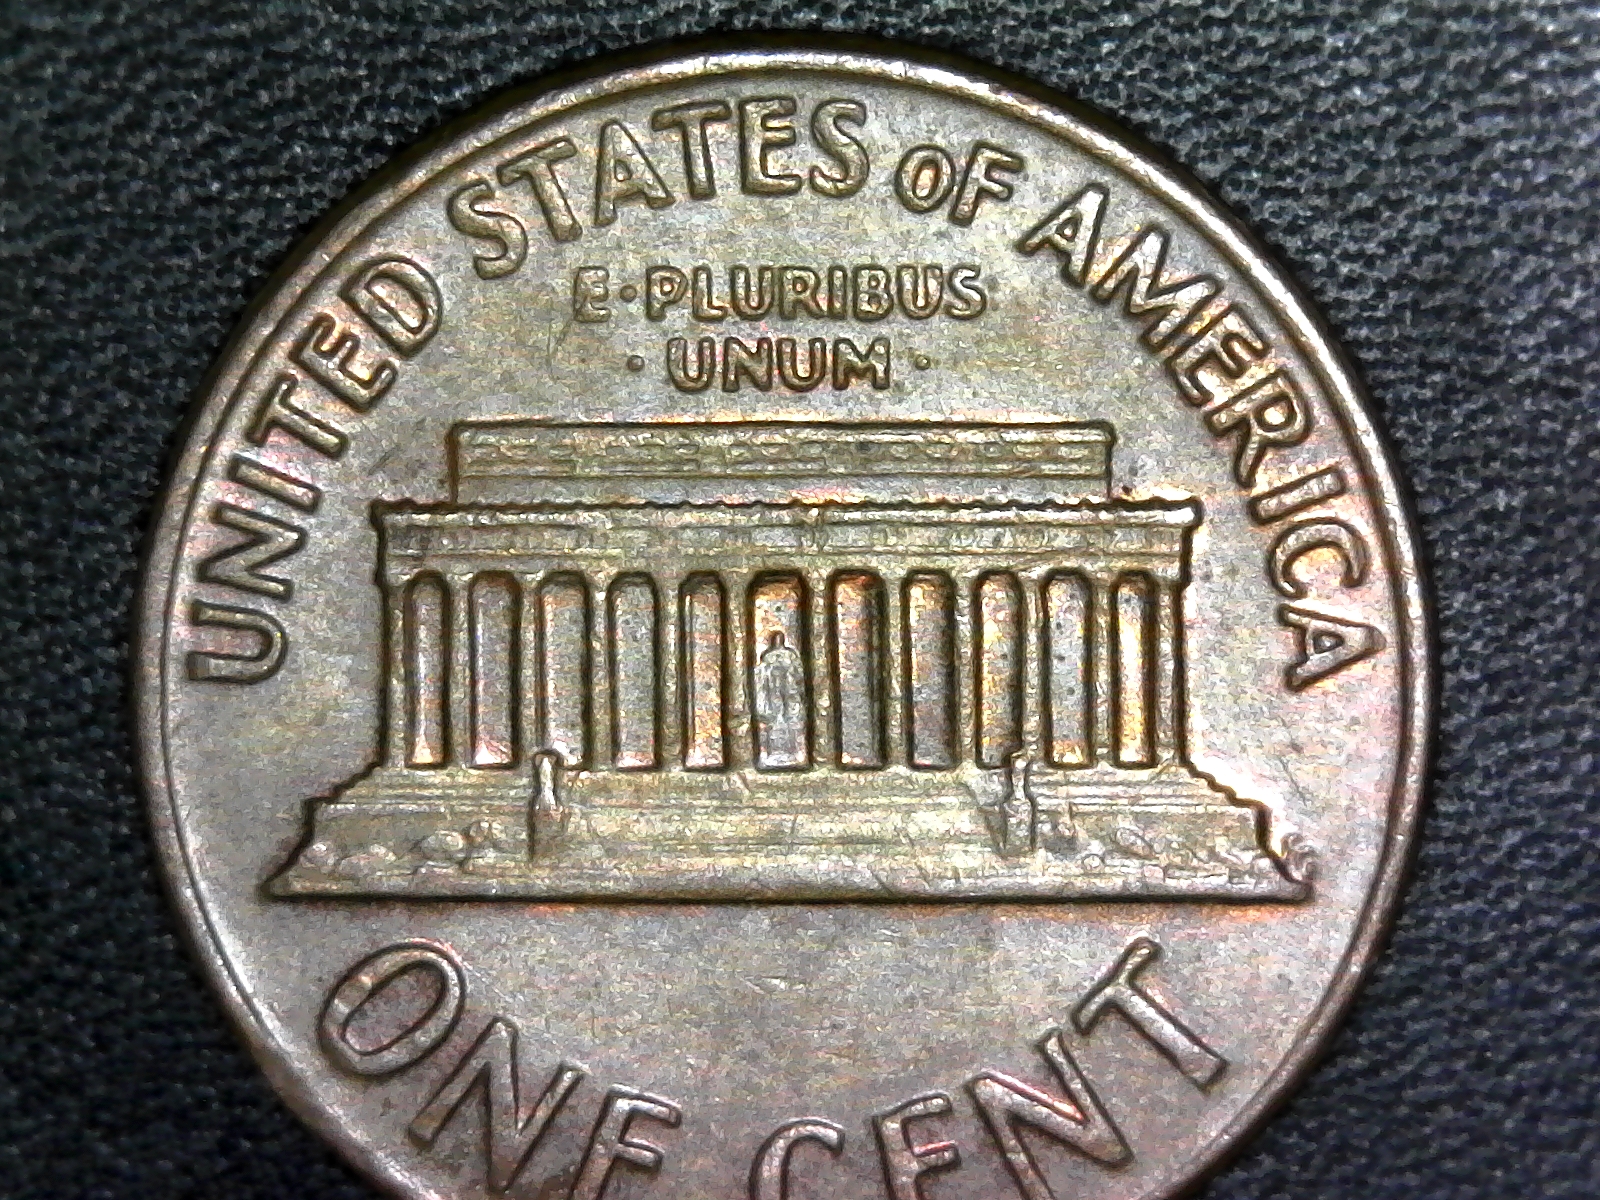 UNITED STATES OF AMERICA
E·PLURIBUS
·UNUM·
ONE CENT